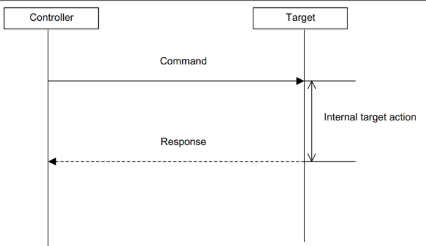 Controller
Target
Command
Internal target action
Response